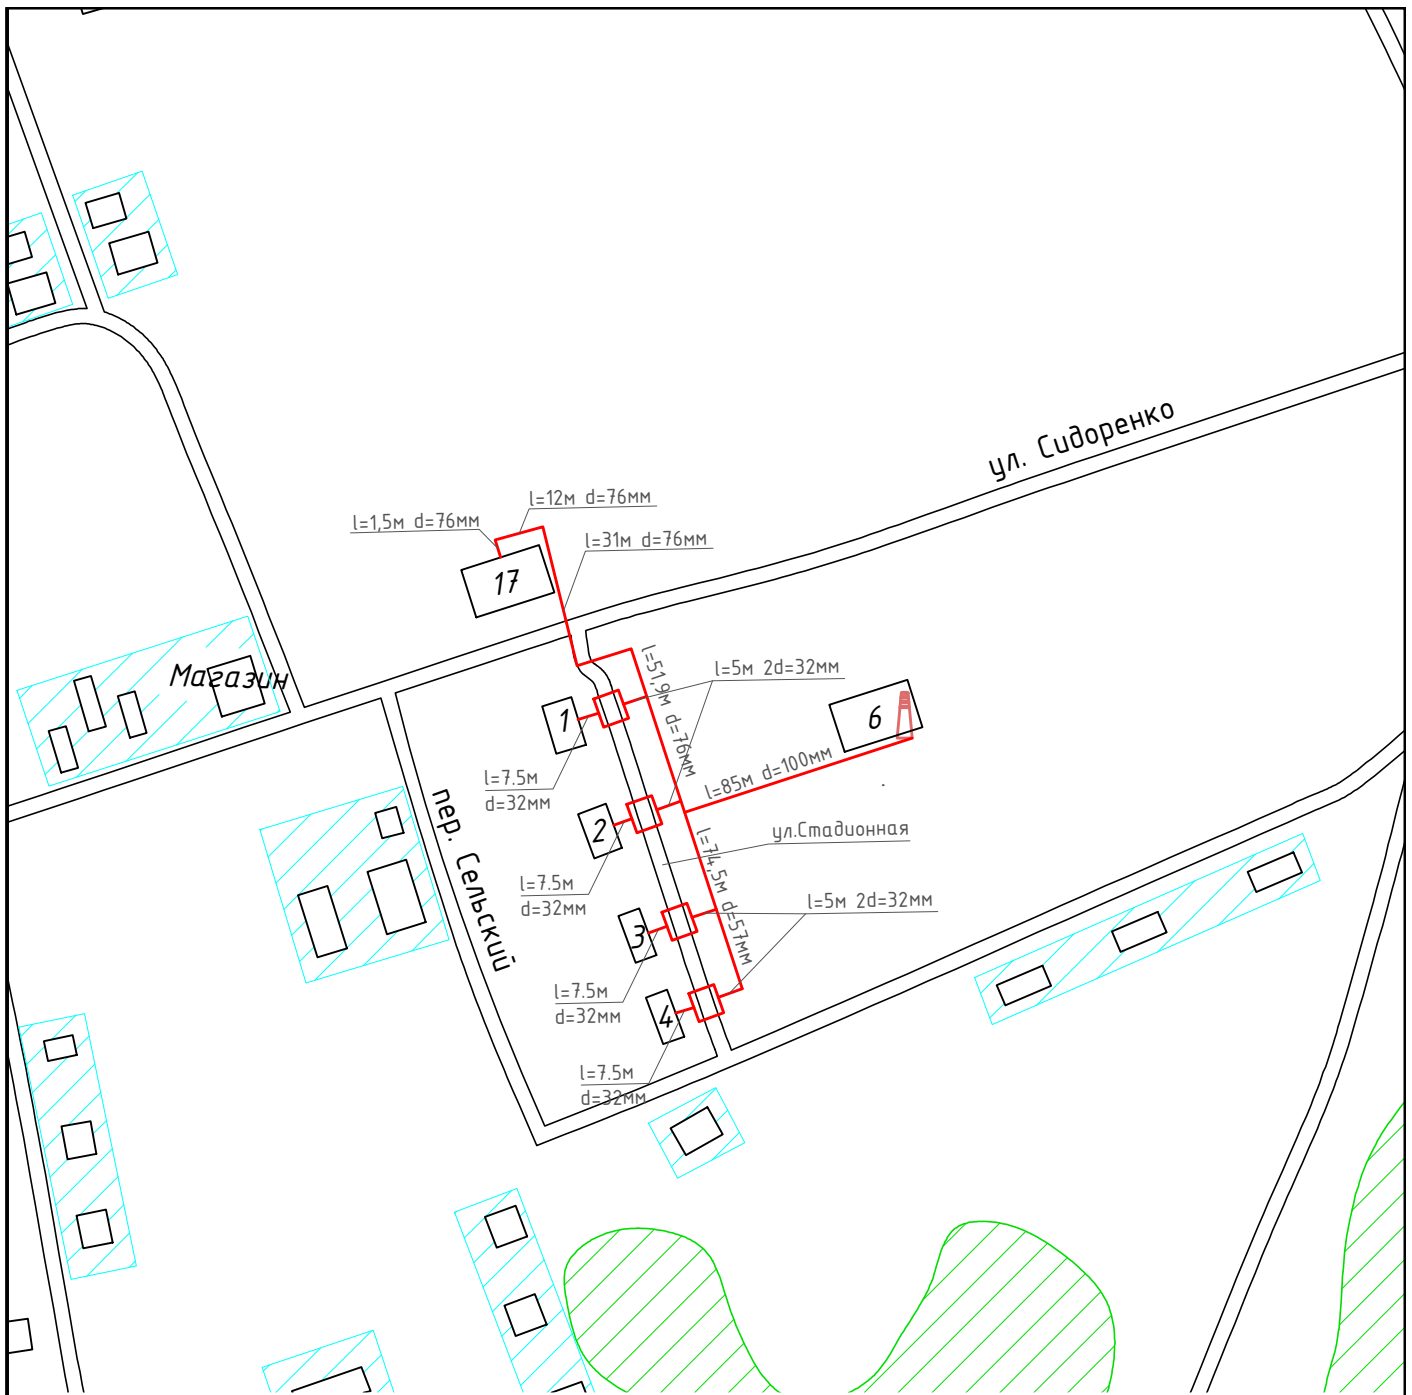 ул. Сидоренко
l=12м d=76мм
l=1,5м d=76мм
l=31м d=76мм
17
l=51,9м d=76мм
l=5м 2d=32мм
Магазин
1
6
l=7.5м
d=32мм
l=85м d=100мм
пер. Сельский
2
ул.Стадионная
l=74,5м d=57мм
l=7.5м
d=32мм
l=5м 2d=32мм
3
l=7.5м
d=32мм
4
l=7.5м
d=32мм